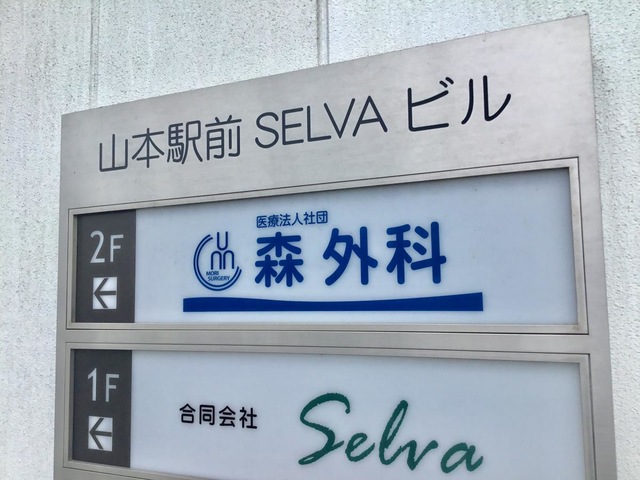 山本駅前 SELVA ビル
2F
医療法人社団
UM
MORI
SURGERY
森 外科
1F
合同会社
Selva